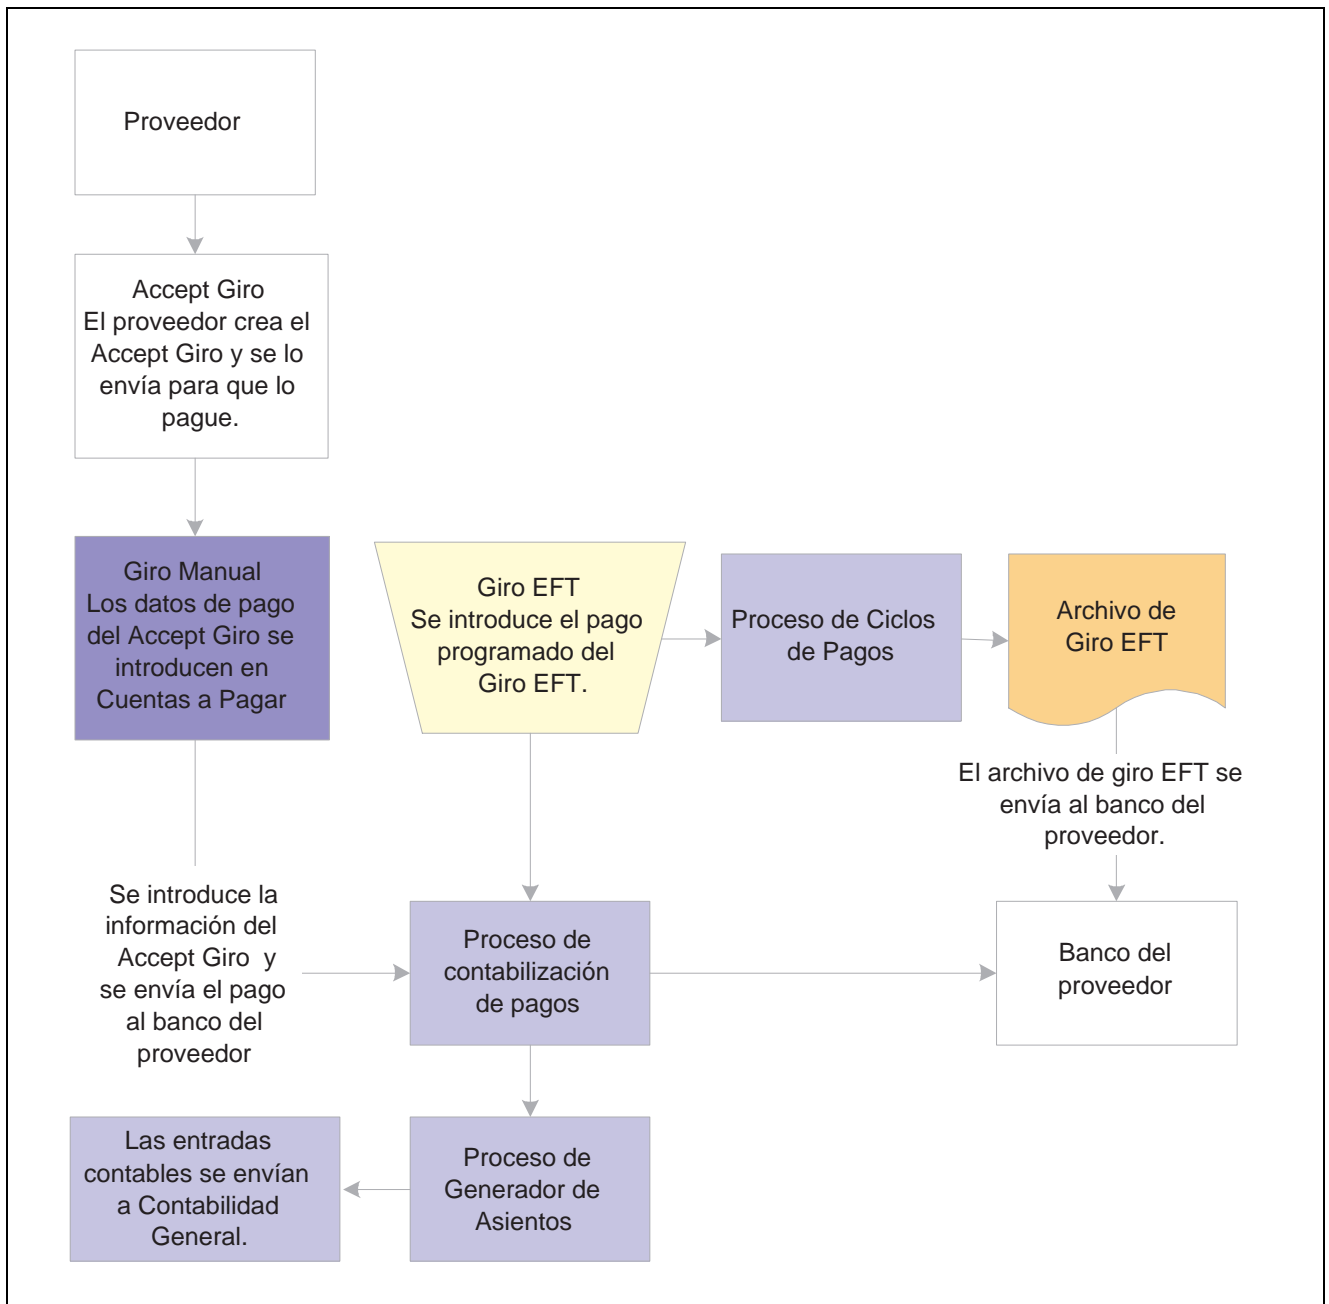 Proveedor
Accept Giro
El proveedor crea el
Accept Giro y se lo
envía para que lo
pague.
Giro Manual
Los datos de pago
del Accept Giro se
introducen en
Cuentas a Pagar
Giro EFT
Se introduce el pago
programado del
Giro EFT.
Proceso de Ciclos
de Pagos
Archivo de
Giro EFT
El archivo de giro EFT se
envía al banco del
proveedor.
Se introduce la
información del
Accept Giro y
se envía el pago
al banco del
proveedor
Proceso de
contabilización
de pagos
Banco del
proveedor
Las entradas
contables se envían
a Contabilidad
General.
Proceso de
Generador de
Asientos